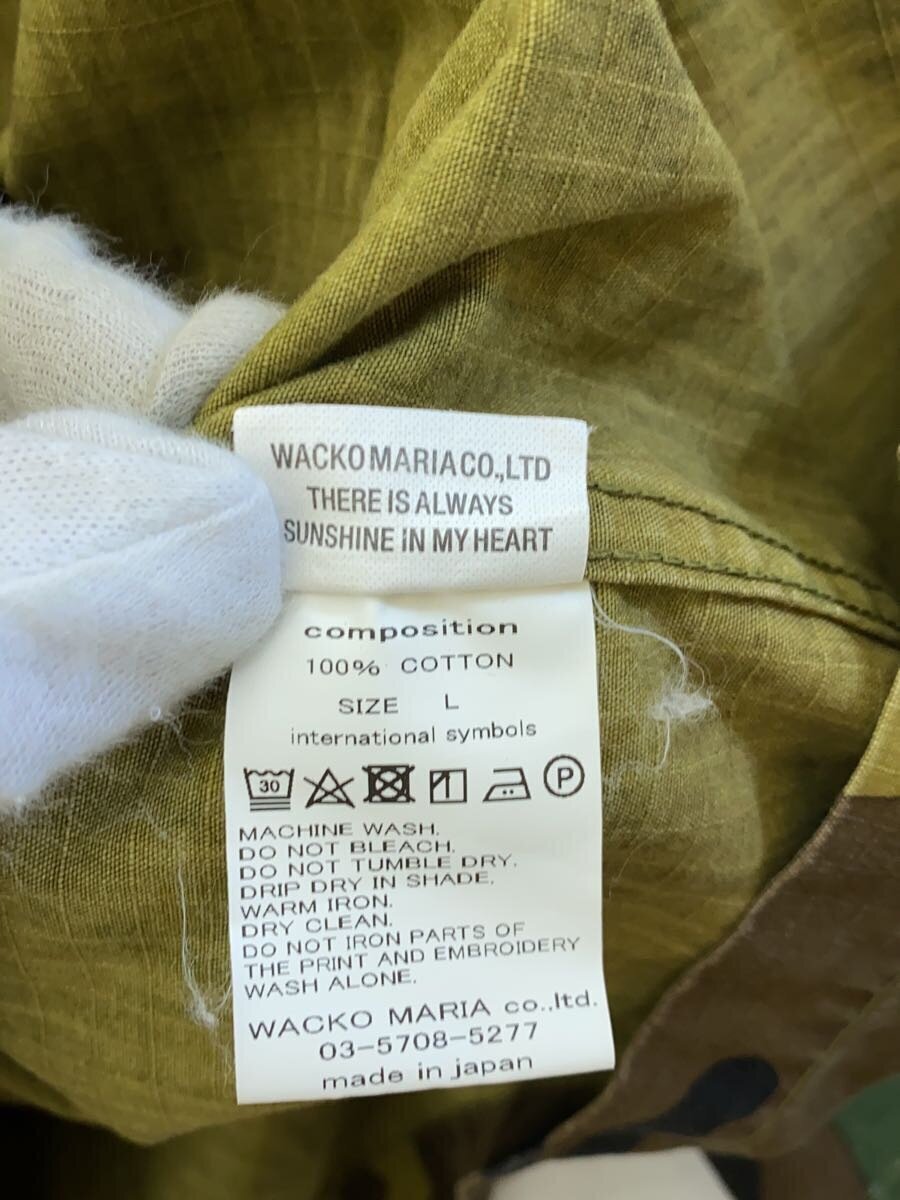 WACKO MARIA CO.,LTD
THERE IS ALWAYS
SUNSHINE IN MY HEART
composition
100% COTTON
SIZE L
international symbols
30 P
MACHINE WASH.
DO NOT BLEACH.
DO NOT TUMBLE DRY.
DRIP DRY IN SHADE.
WARM IRON.
DRY CLEAN.
DO NOT IRON PARTS OF
THE PRINT AND EMBROIDERY
WASH ALONE.
WACKO MARIA co.,ltd.
03-5708-5277
made in japan